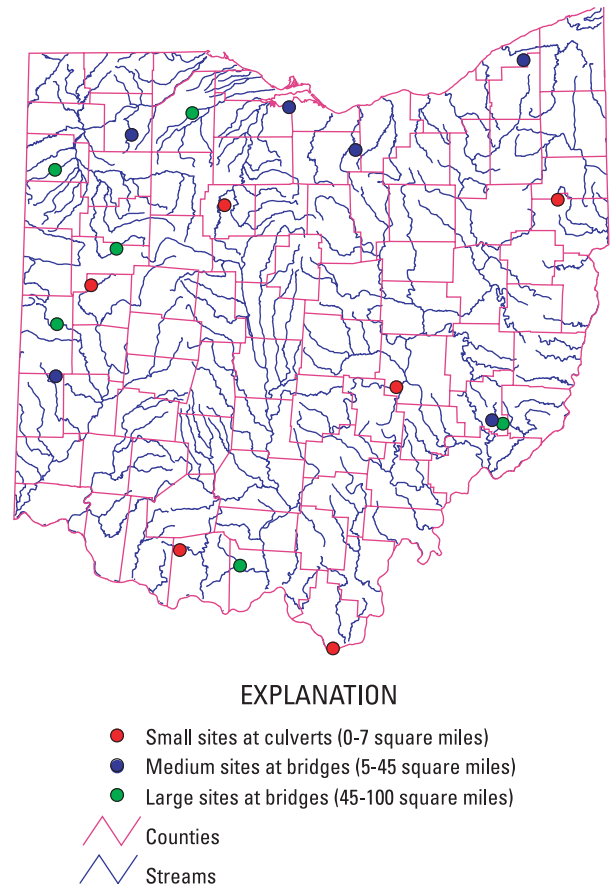 EXPLANATION
Small sites at culverts (0-7 square miles)
Medium sites at bridges (5-45 square miles)
Large sites at bridges (45-100 square miles)
Counties
Streams